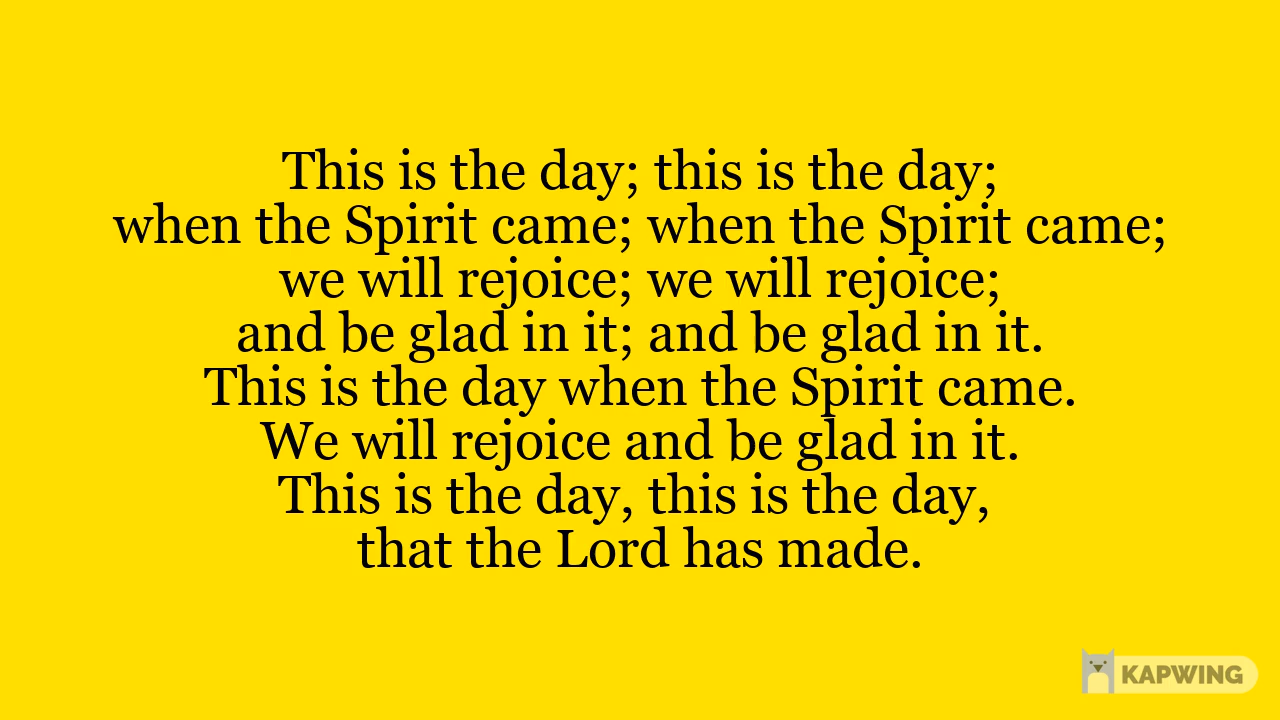 This is the day; this is the day;
when the Spirit came; when the Spirit came;
we will rejoice; we will rejoice;
and be glad in it; and be glad in it.
This is the day when the Spirit came.
We will rejoice and be glad in it.
This is the day, this is the day,
that the Lord has made.
KAPWING